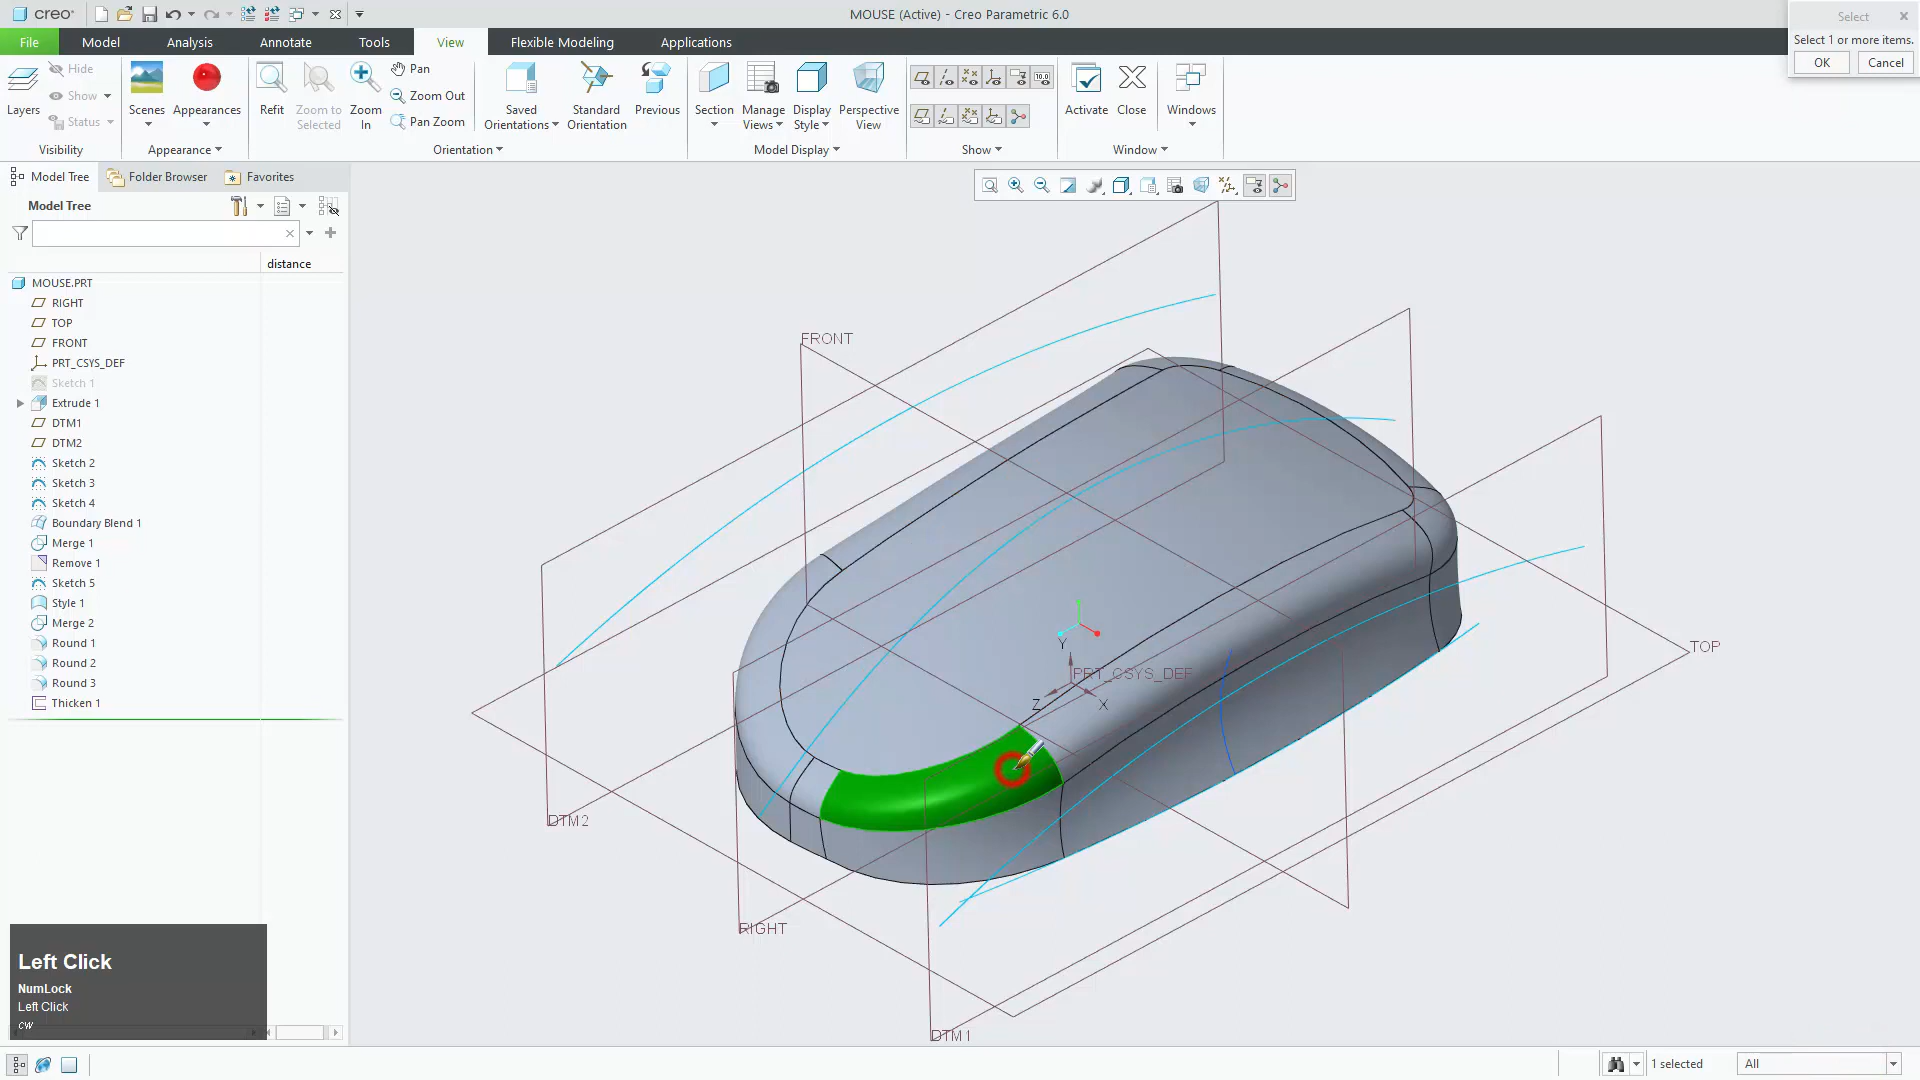 creo
MOUSE (Active) - Creo Parametric 6.0
Select
Select 1 or more items.
OK
Cancel
File
Model
Analysis
Annotate
Tools
View
Flexible Modeling
Applications
Layers
Hide
Show
Status
Visibility
Scenes
Appearances
Appearance
Refit
Zoom to Selected
Zoom In
Pan
Zoom Out
Pan Zoom
Saved Orientations
Standard Orientation
Previous
Orientation
Section
Manage Views
Display Style
Perspective View
Model Display
10.0
Show
Activate
Close
Windows
Window
Model Tree
Folder Browser
Favorites
Model Tree
distance
MOUSE.PRT
RIGHT
TOP
FRONT
PRT_CSYS_DEF
Sketch 1
Extrude 1
DTM1
DTM2
Sketch 2
Sketch 3
Sketch 4
Boundary Blend 1
Merge 1
Remove 1
Sketch 5
Style 1
Merge 2
Round 1
Round 2
Round 3
Thicken 1
FRONT
TOP
Y
PRT_CSYS_DEF
Z
X
DTM2
RIGHT
DTM1
Left Click
NumLock
Left Click
cw
1 selected
All